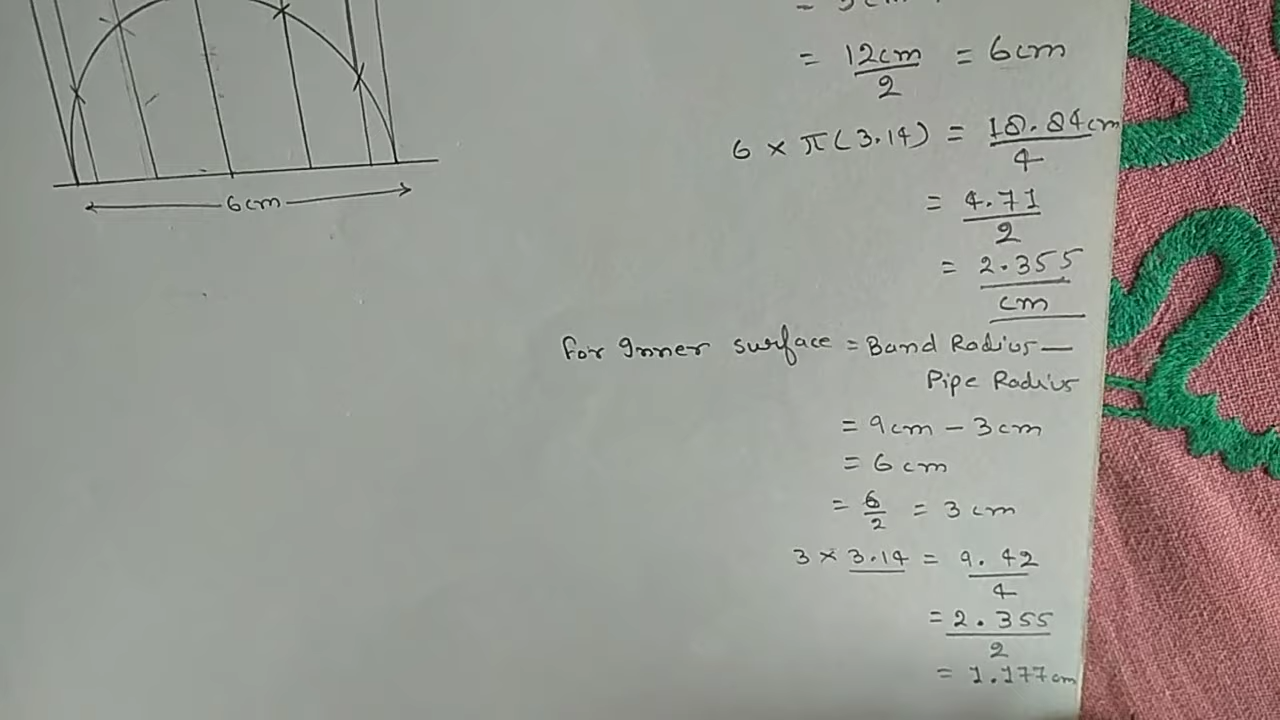 = 12cm/2 = 6cm
6 × π(3.14) = 18.84cm/4
= 4.71/2
= 2.355
cm
6cm
For Inner surface = Band Radius —
Pipe Radius
= 9cm — 3cm
= 6cm
= 6/2 = 3cm
3 × 3.14 = 9.42/4
= 2.355/2
= 1.177cm